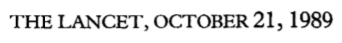 THE LANCET, OCTOBER 21, 1989